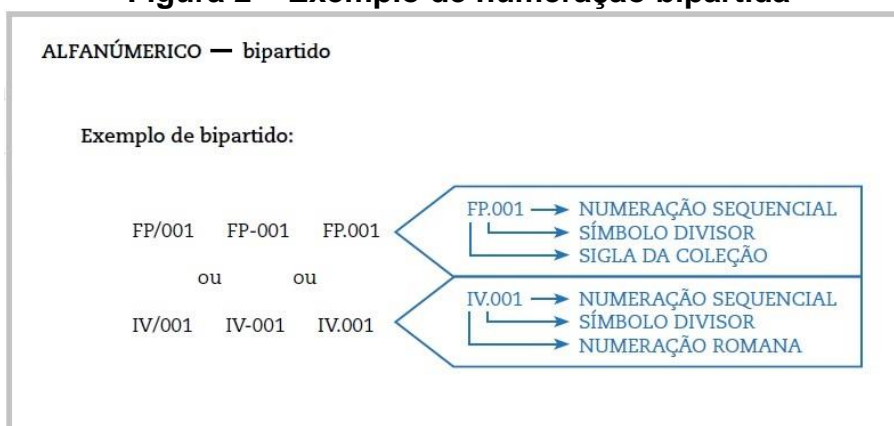 Figura 2 – Exemplo de numeração bipartida
ALFANÚMERICO — bipartido
Exemplo de bipartido:
FP/001 FP-001 FP.001
ou ou
IV/001 IV-001 IV.001
FP.001 NUMERAÇÃO SEQUENCIAL
SÍMBOLO DIVISOR
SIGLA DA COLEÇÃO
IV.001 NUMERAÇÃO SEQUENCIAL
SÍMBOLO DIVISOR
NUMERAÇÃO ROMANA